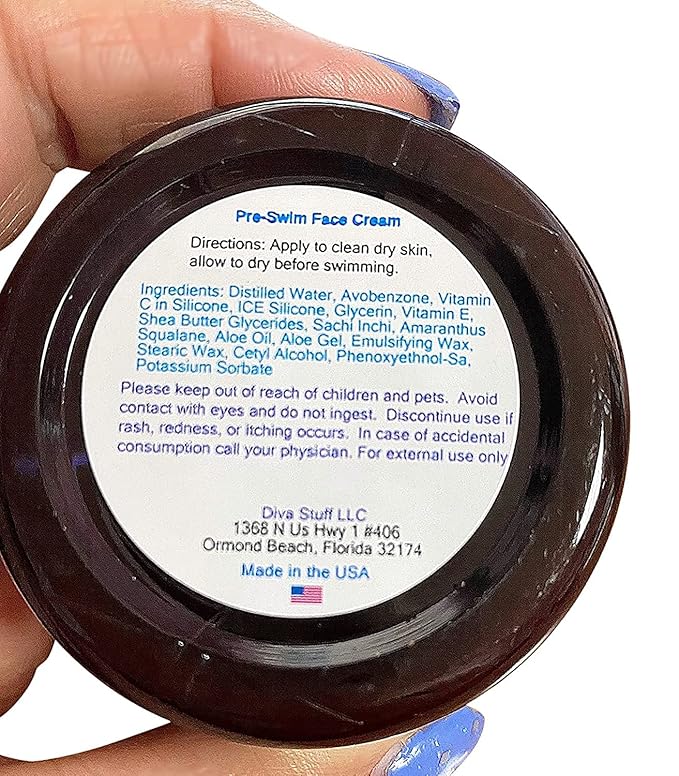 Pre-Swim Face Cream
Directions: Apply to clean dry skin,
allow to dry before swimming.
Ingredients: Distilled Water, Avobenzone, Vitamin
C in Silicone, ICE Silicone, Glycerin, Vitamin E,
Shea Butter Glycerides, Sachi Inchi, Amaranthus
Squalane, Aloe Oil, Aloe Gel, Emulsifying Wax,
Stearic Wax, Cetyl Alcohol, Phenoxyethnol-Sa,
Potassium Sorbate
Please keep out of reach of children and pets. Avoid
contact with eyes and do not ingest. Discontinue use if
rash, redness, or itching occurs. In case of accidental
consumption call your physician. For external use only
Diva Stuff LLC
1368 N Us Hwy 1 #406
Ormond Beach, Florida 32174
Made in the USA